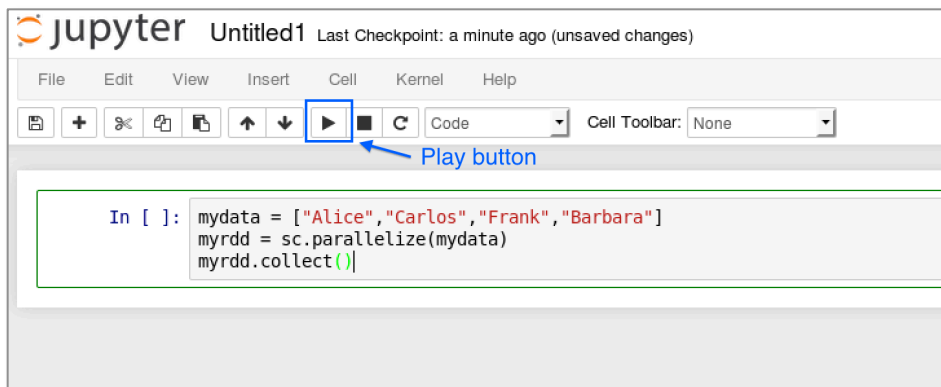 jupyter Untitled1 Last Checkpoint: a minute ago (unsaved changes)
File Edit View Insert Cell Kernel Help
Code Cell Toolbar: None
Play button
In [ ]: mydata = ["Alice","Carlos","Frank","Barbara"]
myrdd = sc.parallelize(mydata)
myrdd.collect()